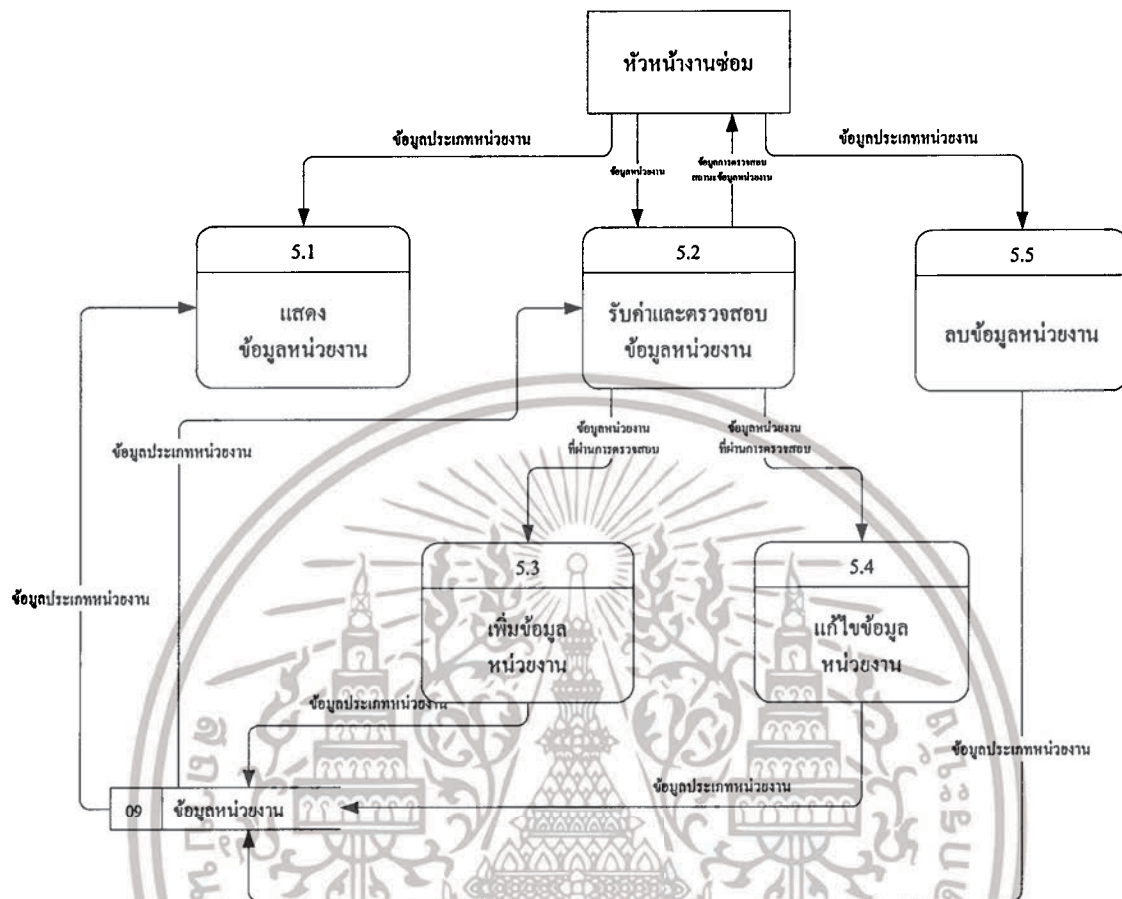 หัวหน้างานซ่อม
ข้อมูลประเภทหน่วยงาน
ข้อมูลหน่วยงาน
ข้อมูลการตรวจสอบ
สถานะข้อมูลหน่วยงาน
ข้อมูลประเภทหน่วยงาน
5.1
แสดง
ข้อมูลหน่วยงาน
5.2
รับค่าและตรวจสอบ
ข้อมูลหน่วยงาน
5.5
ลบข้อมูลหน่วยงาน
ข้อมูลหน่วยงาน
ที่ผ่านการตรวจสอบ
ข้อมูลหน่วยงาน
ที่ผ่านการตรวจสอบ
ข้อมูลประเภทหน่วยงาน
5.3
เพิ่มข้อมูล
หน่วยงาน
5.4
แก้ไขข้อมูล
หน่วยงาน
ข้อมูลประเภทหน่วยงาน
ข้อมูลประเภทหน่วยงาน
ข้อมูลประเภทหน่วยงาน
ข้อมูลประเภทหน่วยงาน
09
ข้อมูลหน่วยงาน